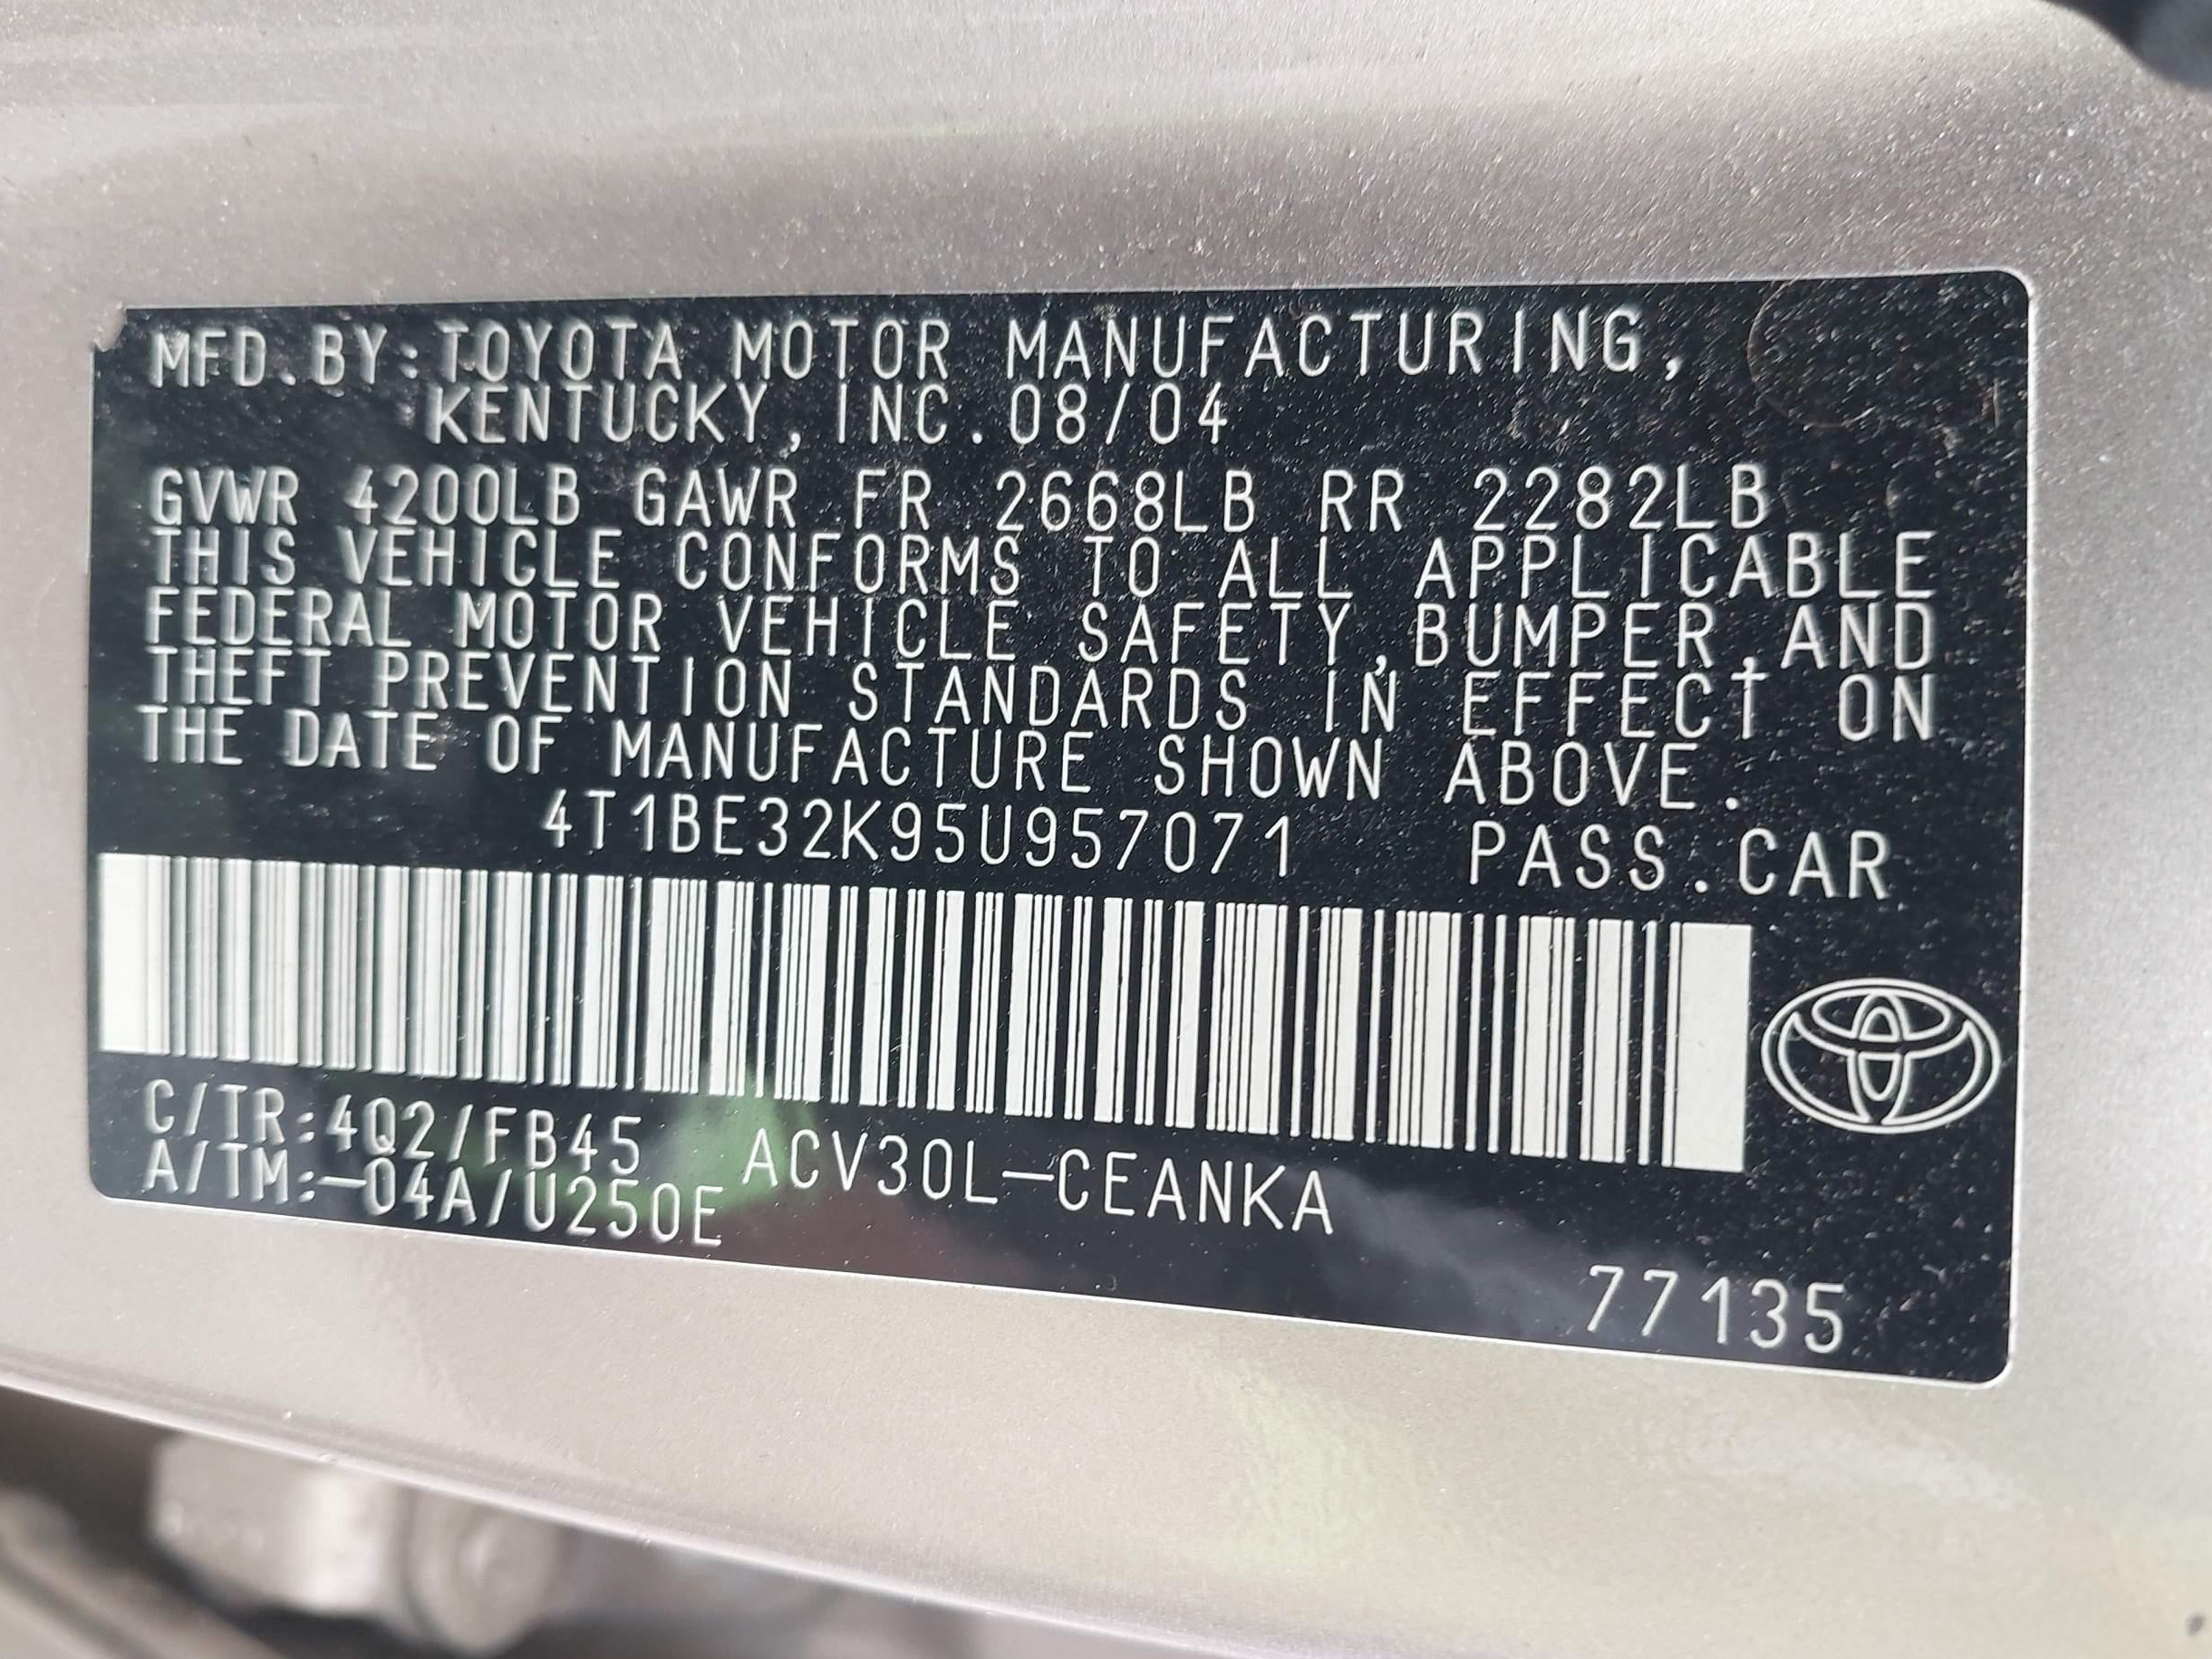 MFD.BY:TOYOTA MOTOR MANUFACTURING,
KENTUCKY, INC.08/04
GVWR 4200LB GAWR FR 2668LB RR 2282LB
THIS VEHICLE CONFORMS TO ALL APPLICABLE
FEDERAL MOTOR VEHICLE SAFETY,BUMPER,AND
THEFT PREVENTION STANDARDS IN EFFECT ON
THE DATE OF MANUFACTURE SHOWN ABOVE.
4T1BE32K95U957071 PASS.CAR
C/TR:4Q2/FB45 ACV30L-CEANKA
A/TM:-04A/U250E
77135